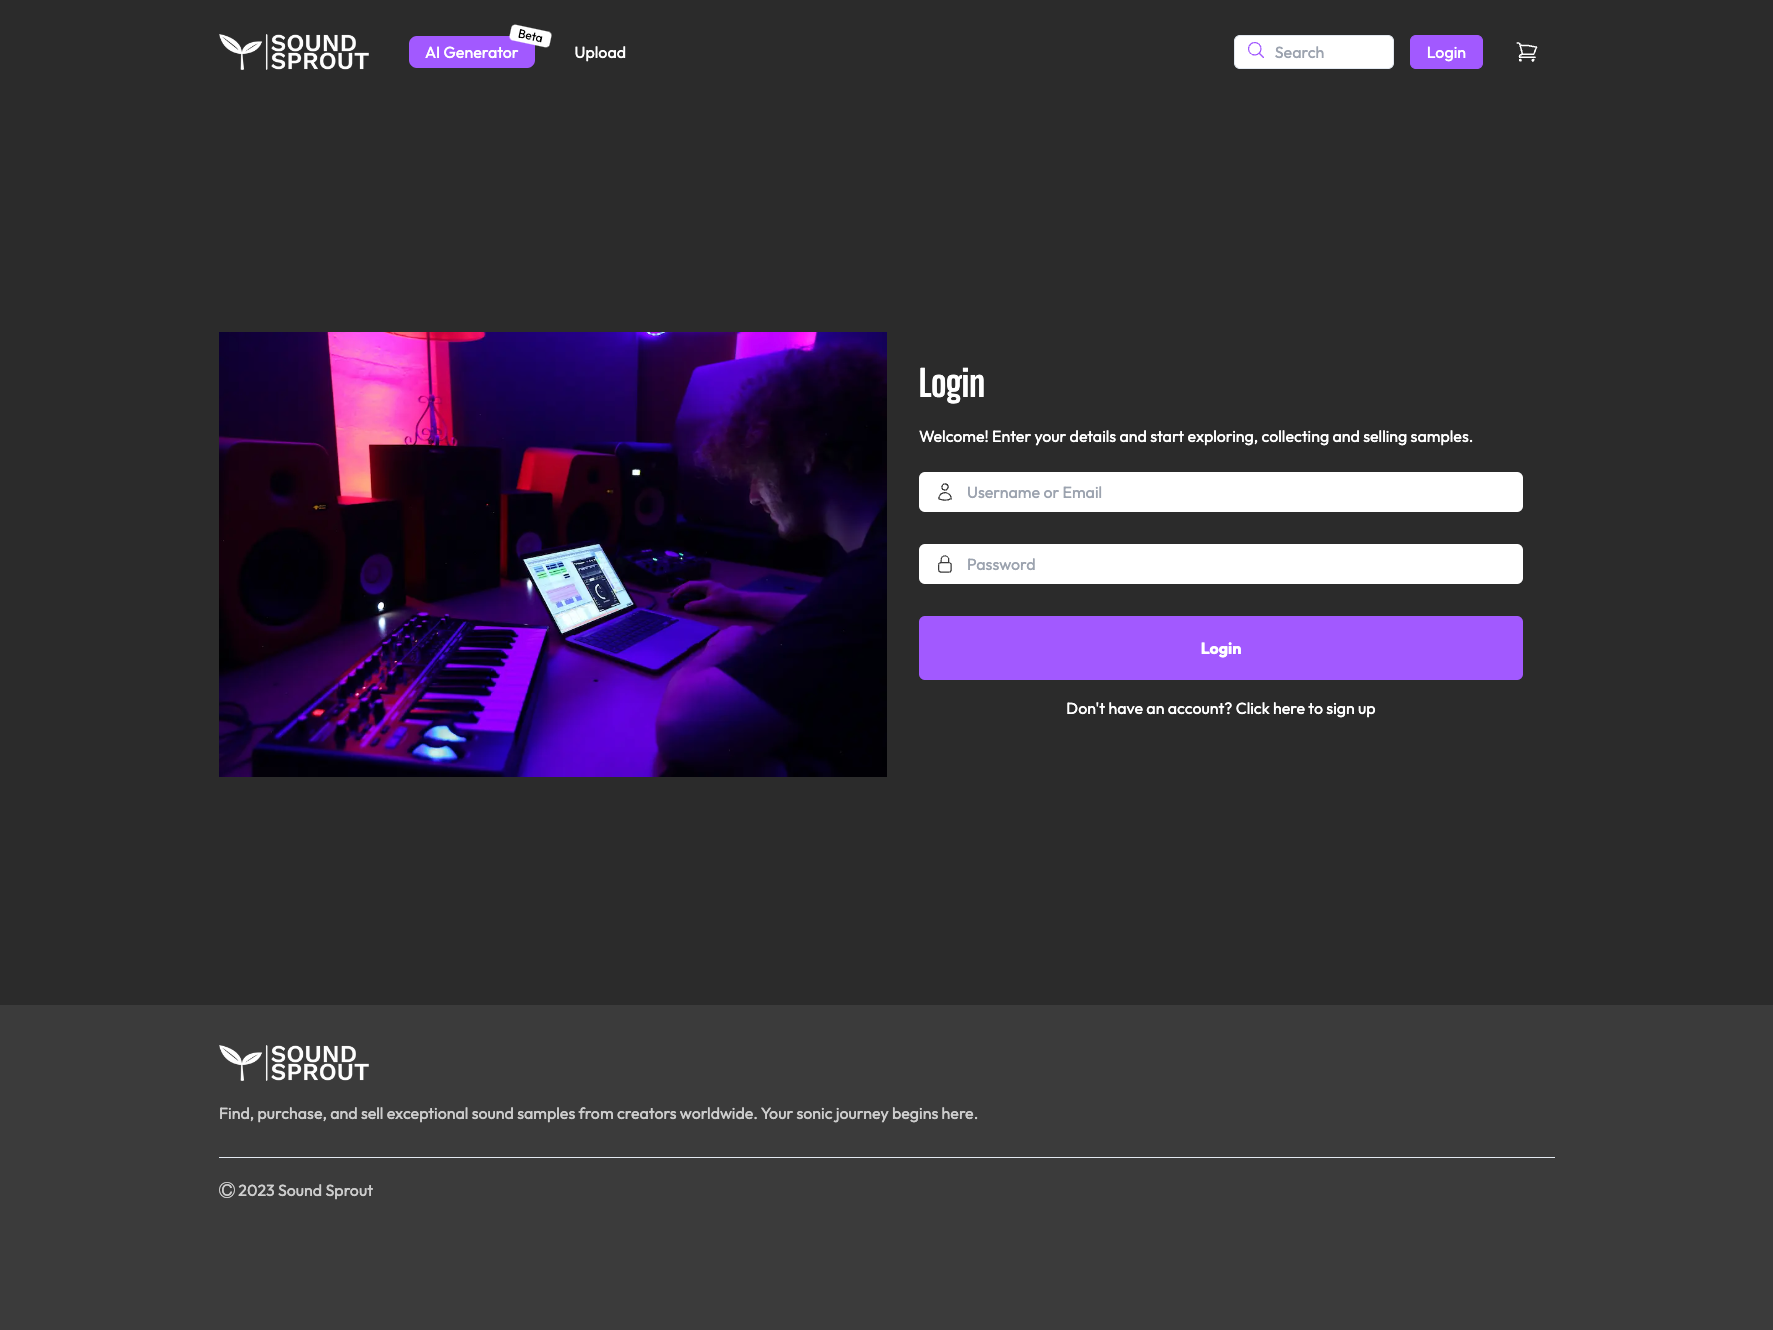 SOUND
SPROUT
AI Generator
Beta
Upload
Search
Login
Login
Welcome! Enter your details and start exploring, collecting and selling samples.
Username or Email
Password
Login
Don't have an account? Click here to sign up
SOUND
SPROUT
Find, purchase, and sell exceptional sound samples from creators worldwide. Your sonic journey begins here.
© 2023 Sound Sprout